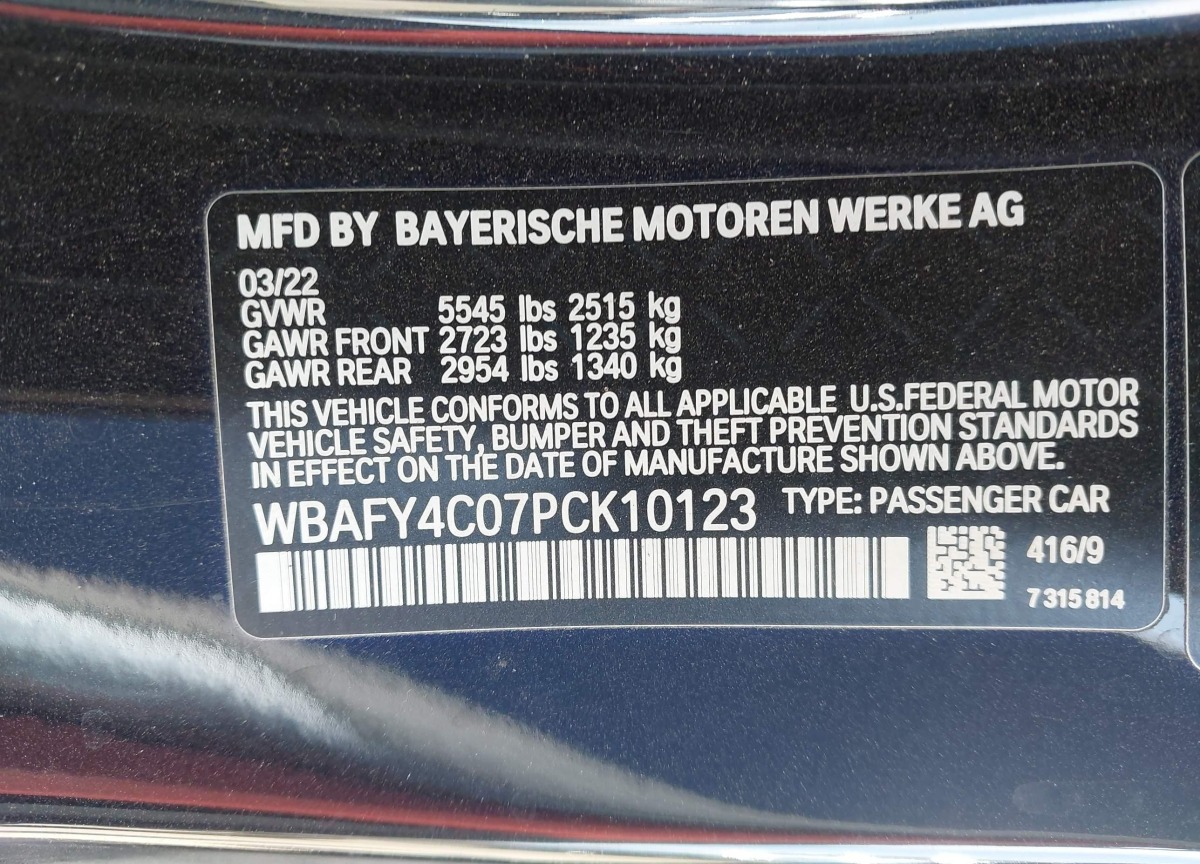 MFD BY BAYERISCHE MOTOREN WERKE AG
03/22
GVWR 5545 lbs 2515 kg
GAWR FRONT 2723 lbs 1235 kg
GAWR REAR 2954 lbs 1340 kg
THIS VEHICLE CONFORMS TO ALL APPLICABLE U.S.FEDERAL MOTOR
VEHICLE SAFETY, BUMPER AND THEFT PREVENTION STANDARDS
IN EFFECT ON THE DATE OF MANUFACTURE SHOWN ABOVE.
WBAFY4C07PCK10123 TYPE: PASSENGER CAR
416/9
7 315 814